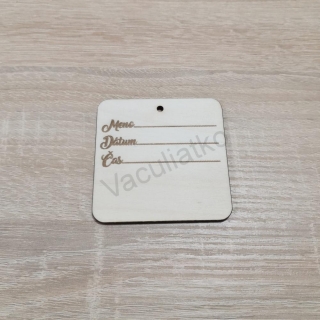 Meno
Dátum
Čas
Vaculiatko